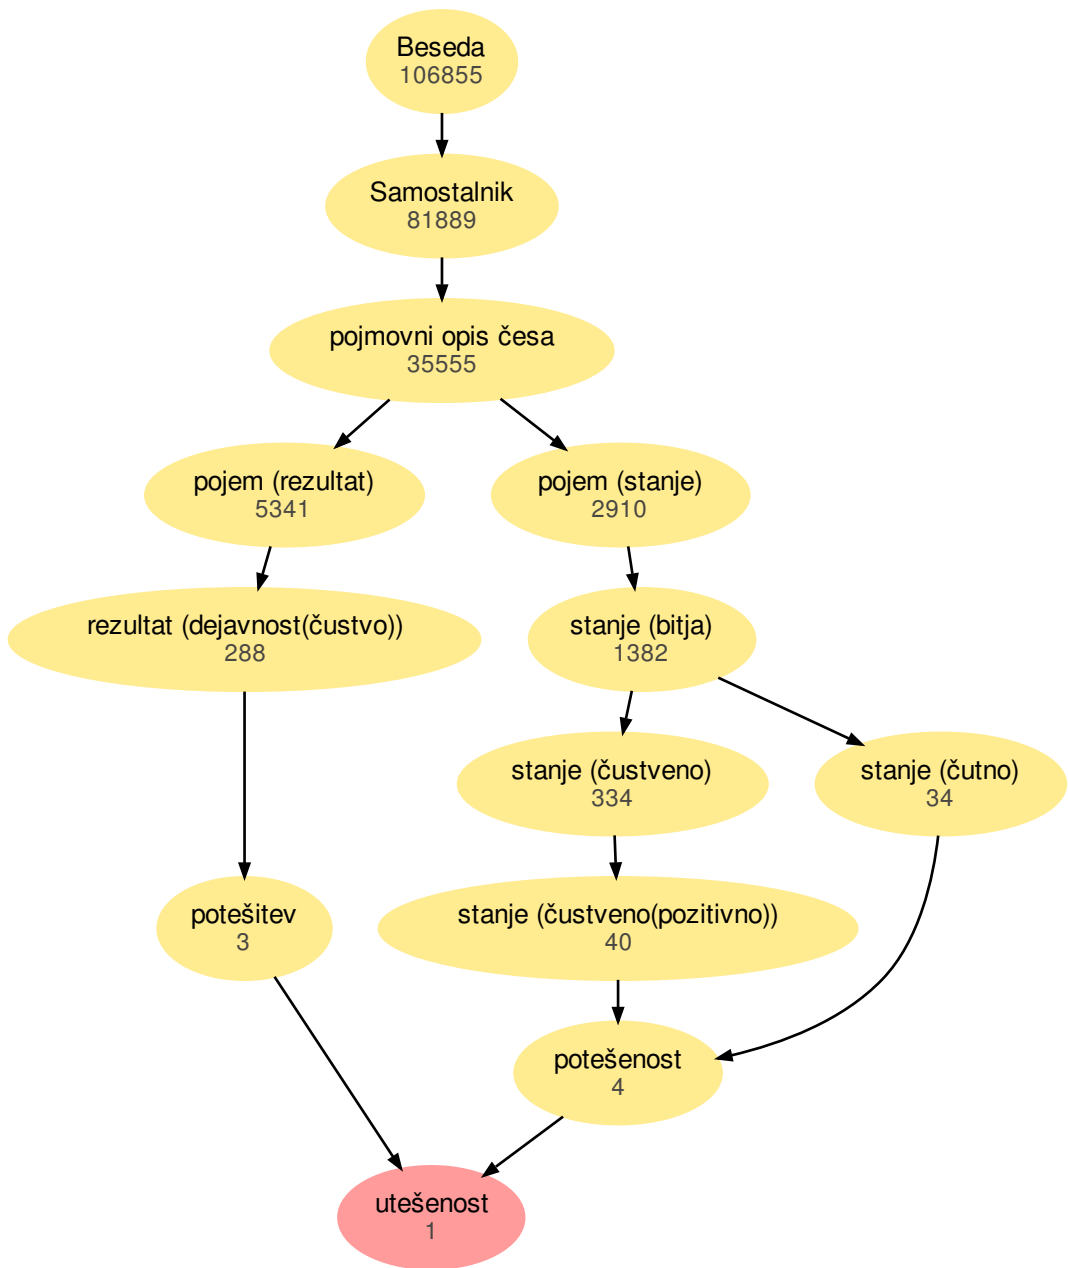 Beseda
106855
Samostalnik
81889
pojmovni opis česa
35555
pojem (rezultat)
5341
pojem (stanje)
2910
rezultat (dejavnost(čustvo))
288
stanje (bitja)
1382
stanje (čustveno)
334
stanje (čutno)
34
potešitev
3
stanje (čustveno(pozitivno))
40
potešenost
4
utešenost
1